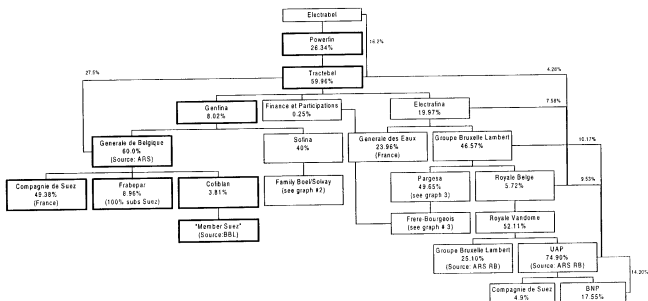 Electrabel
Powerfin
26.34%
16.2%
Tractebel
59.96%
27.5%
4.28%
Genfina
8.02%
Finance et Participations
0.25%
Electrafina
19.97%
7.58%
Generale de Belgique
60.0%
(Source: ARS)
Sofina
40%
Generale des Eaux
23.96%
(France)
Groupe Bruxelle Lambert
46.57%
10.17%
Compagnie de Suez
49.38%
(France)
Frabepar
8.96%
(100% subs Suez)
Cofiblan
3.81%
Family Boel/Solvay
(see graph #2)
Pargesa
49.65%
(see graph 3)
Royale Belge
5.72%
9.53%
"Member Suez"
(Source:BBL)
Frere-Bourgeois
(see graph # 3)
Royale Vandome
52.11%
Groupe Bruxelle Lambert
25.10%
(Source: ARS RB)
UAP
74.90%
(Source: ARS RB)
14.20%
Compagnie de Suez
4.9%
BNP
17.55%